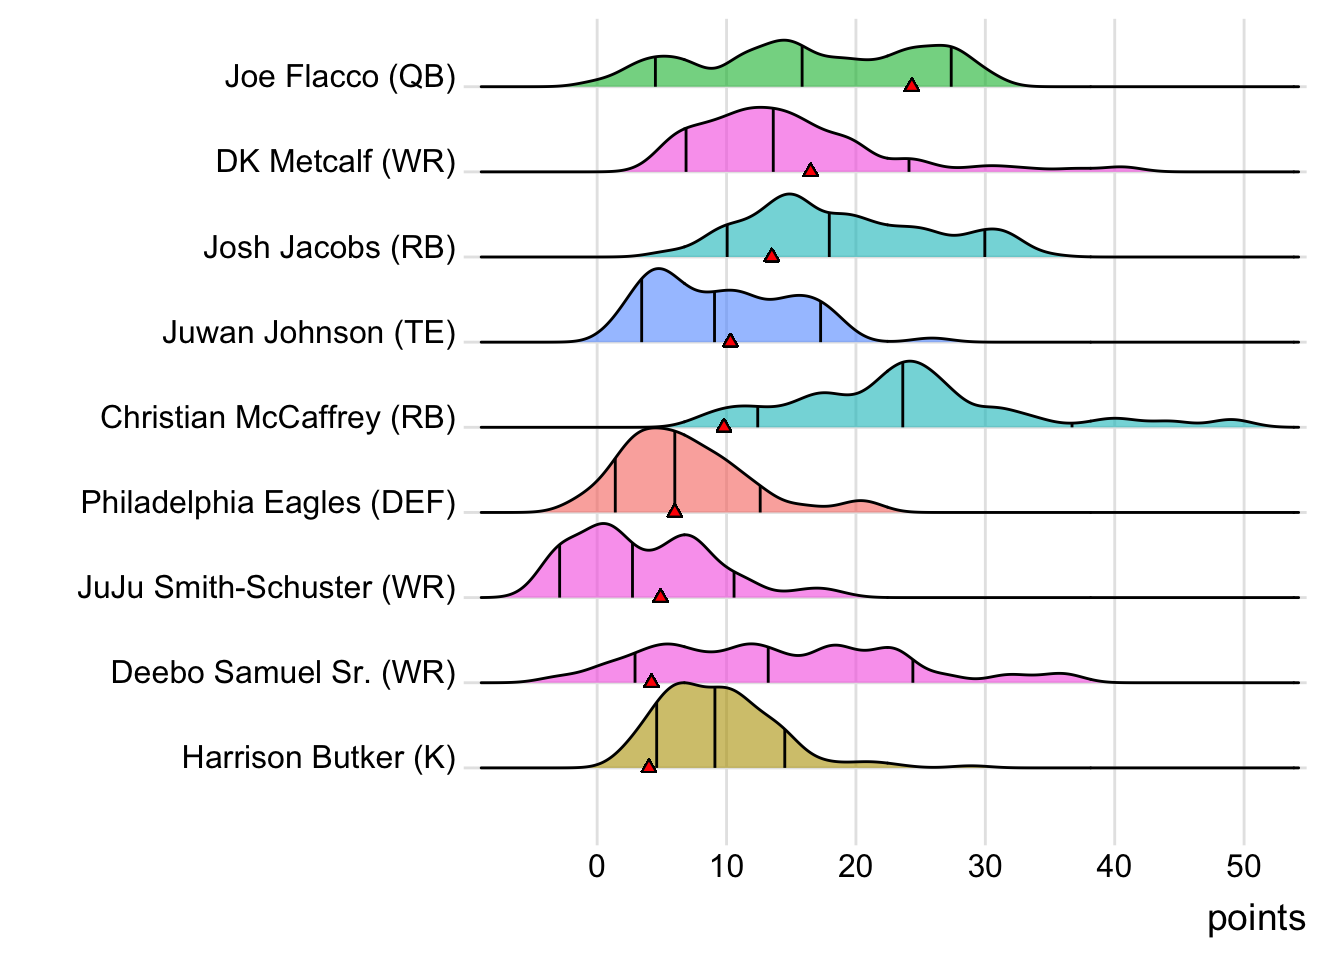 Joe Flacco (QB)
DK Metcalf (WR)
Josh Jacobs (RB)
Juwan Johnson (TE)
Christian McCaffrey (RB)
Philadelphia Eagles (DEF)
JuJu Smith-Schuster (WR)
Deebo Samuel Sr. (WR)
Harrison Butker (K)
0 10 20 30 40 50
points